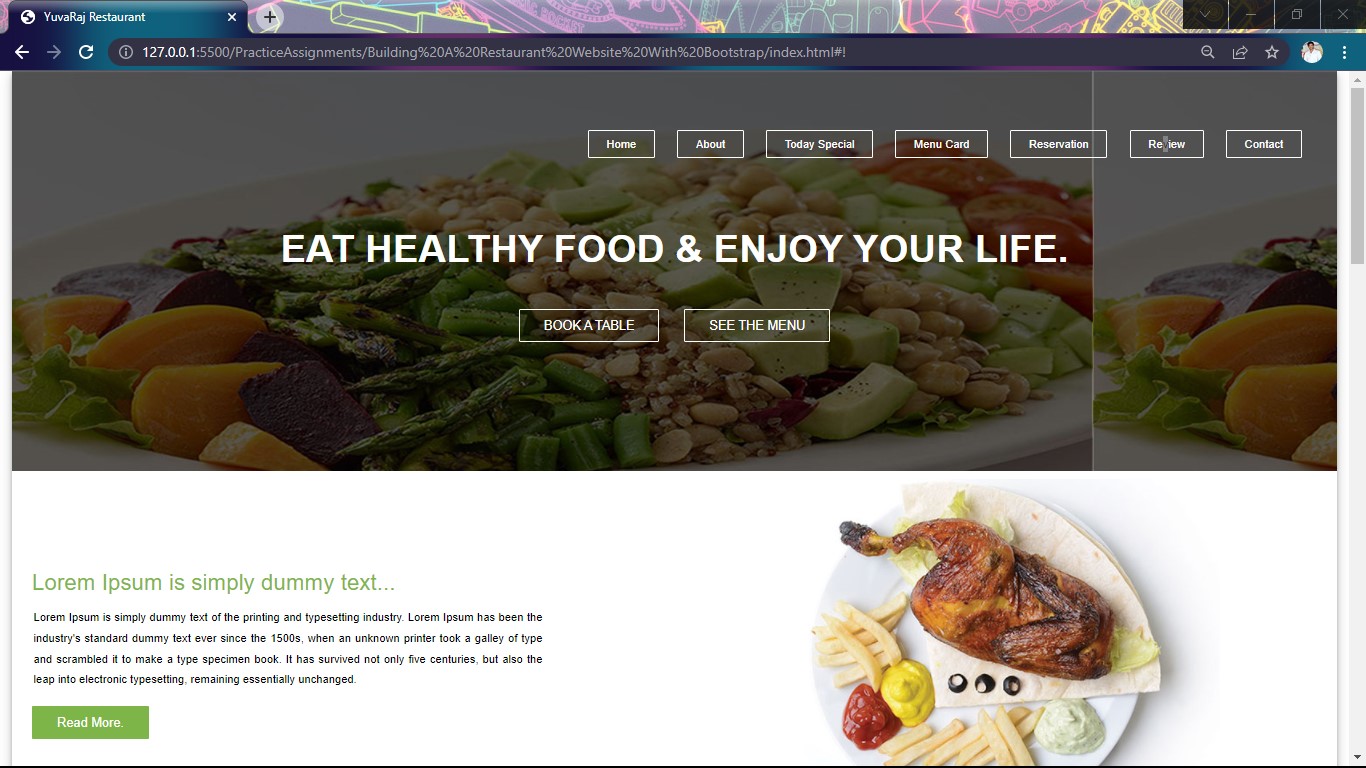 YuvaRaj Restaurant
127.0.0.1:5500/PracticeAssignments/Building%20A%20Restaurant%20Website%20With%20Bootstrap/index.html#!
Home About Today Special Menu Card Reservation Review Contact
EAT HEALTHY FOOD & ENJOY YOUR LIFE.
BOOK A TABLE SEE THE MENU
Lorem Ipsum is simply dummy text...
Lorem Ipsum is simply dummy text of the printing and typesetting industry. Lorem Ipsum has been the
industry's standard dummy text ever since the 1500s, when an unknown printer took a galley of type
and scrambled it to make a type specimen book. It has survived not only five centuries, but also the
leap into electronic typesetting, remaining essentially unchanged.
Read More.